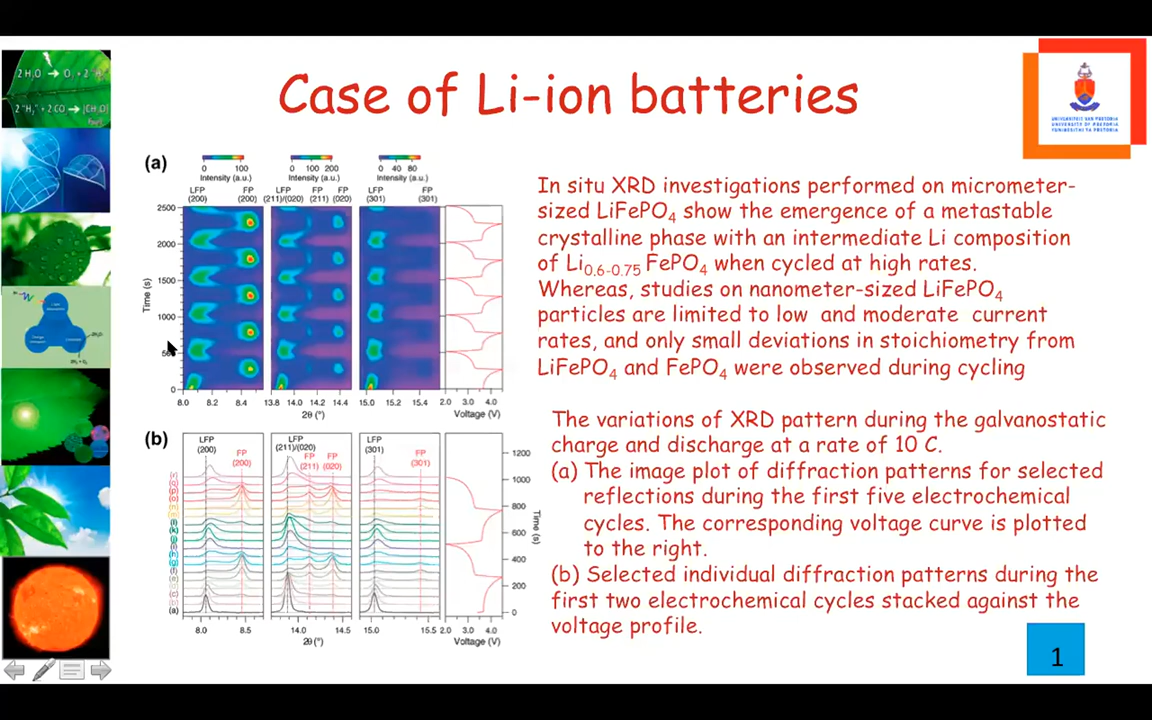 Case of Li-ion batteries
2 H₂O → O₂ +
UNIVERSITEIT VAN PRETORIA
UNIVERSITY OF PRETORIA
YUNIBESITHI YA PRETORIA
(a)
0 100
0 100 200
0 40 80
Intensity (a.u.) Intensity (a.u.) Intensity (a.u.)
LFP FP LFP FP FP LFP FP
(200) (200) (211)/(020) (211) (020) (301) (301)
2500
2000
1500
1000
500
0
Time (s)
8.0 8.2 8.4 13.8 14.0 14.2 14.4 15.0 15.2 15.4 2.0 3.0 4.0
2θ (°) Voltage (V)
(b)
LFP FP LFP FP FP LFP FP
(200) (200) (211)/(020) (211) (020) (301) (301)
1200
1000
800
600
400
200
0
Time (s)
(a)
8.0 8.5 14.0 14.5 15.0 15.5 2.0 3.0 4.0
2θ (°) Voltage (V)
In situ XRD investigations performed on micrometer-
sized LiFePO₄ show the emergence of a metastable
crystalline phase with an intermediate Li composition
of Li₀.₆₋₀.₇₅ FePO₄ when cycled at high rates.
Whereas, studies on nanometer-sized LiFePO₄
particles are limited to low and moderate current
rates, and only small deviations in stoichiometry from
LiFePO₄ and FePO₄ were observed during cycling
The variations of XRD pattern during the galvanostatic
charge and discharge at a rate of 10 C.
(a) The image plot of diffraction patterns for selected
reflections during the first five electrochemical
cycles. The corresponding voltage curve is plotted
to the right.
(b) Selected individual diffraction patterns during the
first two electrochemical cycles stacked against the
voltage profile.
1